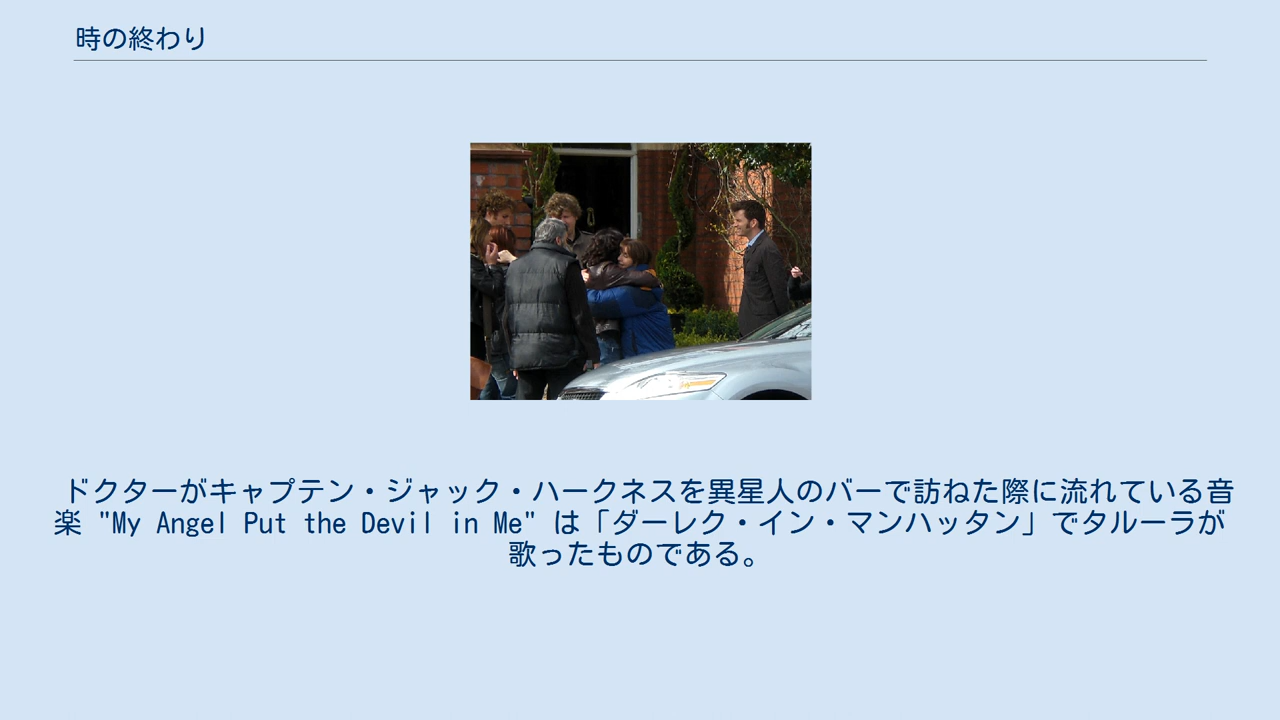 時の終わり
ドクターがキャプテン・ジャック・ハークネスを異星人のバーで訪ねた際に流れている音
楽 "My Angel Put the Devil in Me" は「ダーレク・イン・マンハッタン」でタルーラが
歌ったものである。